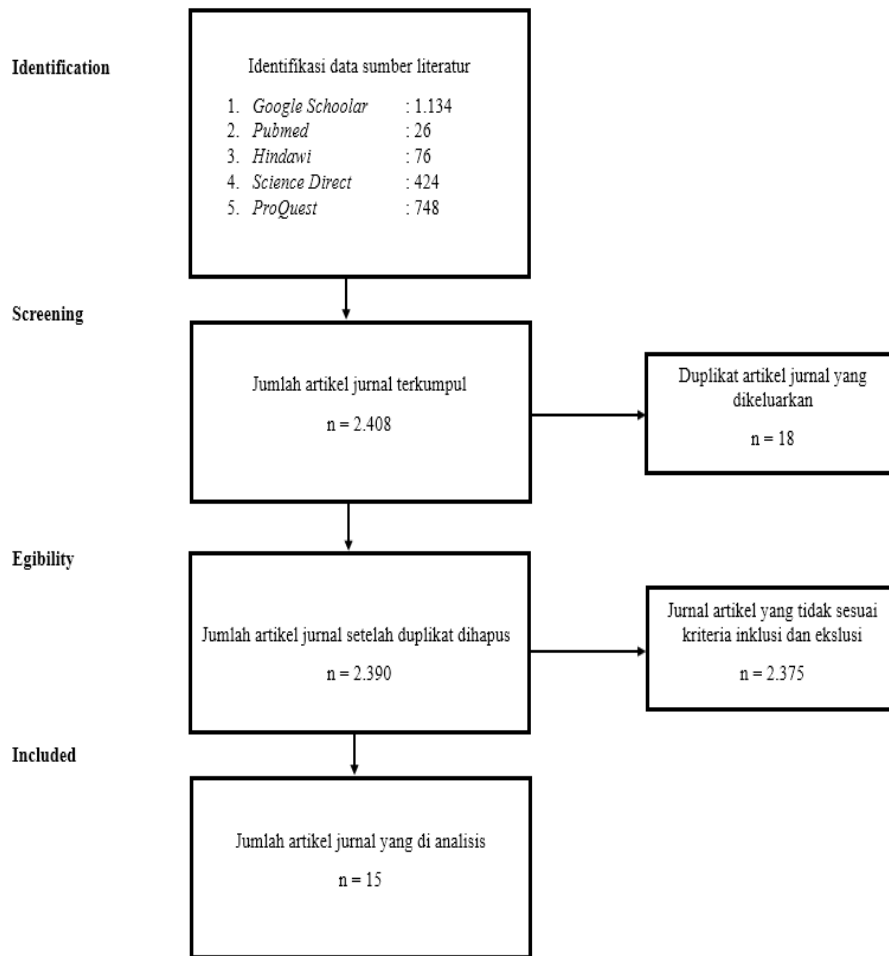 Identification
Identifikasi data sumber literatur
1. Google Schoolar : 1.134
2. Pubmed : 26
3. Hindawi : 76
4. Science Direct : 424
5. ProQuest : 748
Screening
Jumlah artikel jurnal terkumpul
n = 2.408
Duplikat artikel jurnal yang
dikeluarkan
n = 18
Egibility
Jumlah artikel jurnal setelah duplikat dihapus
n = 2.390
Jurnal artikel yang tidak sesuai
kriteria inklusi dan ekslusi
n = 2.375
Included
Jumlah artikel jurnal yang di analisis
n = 15